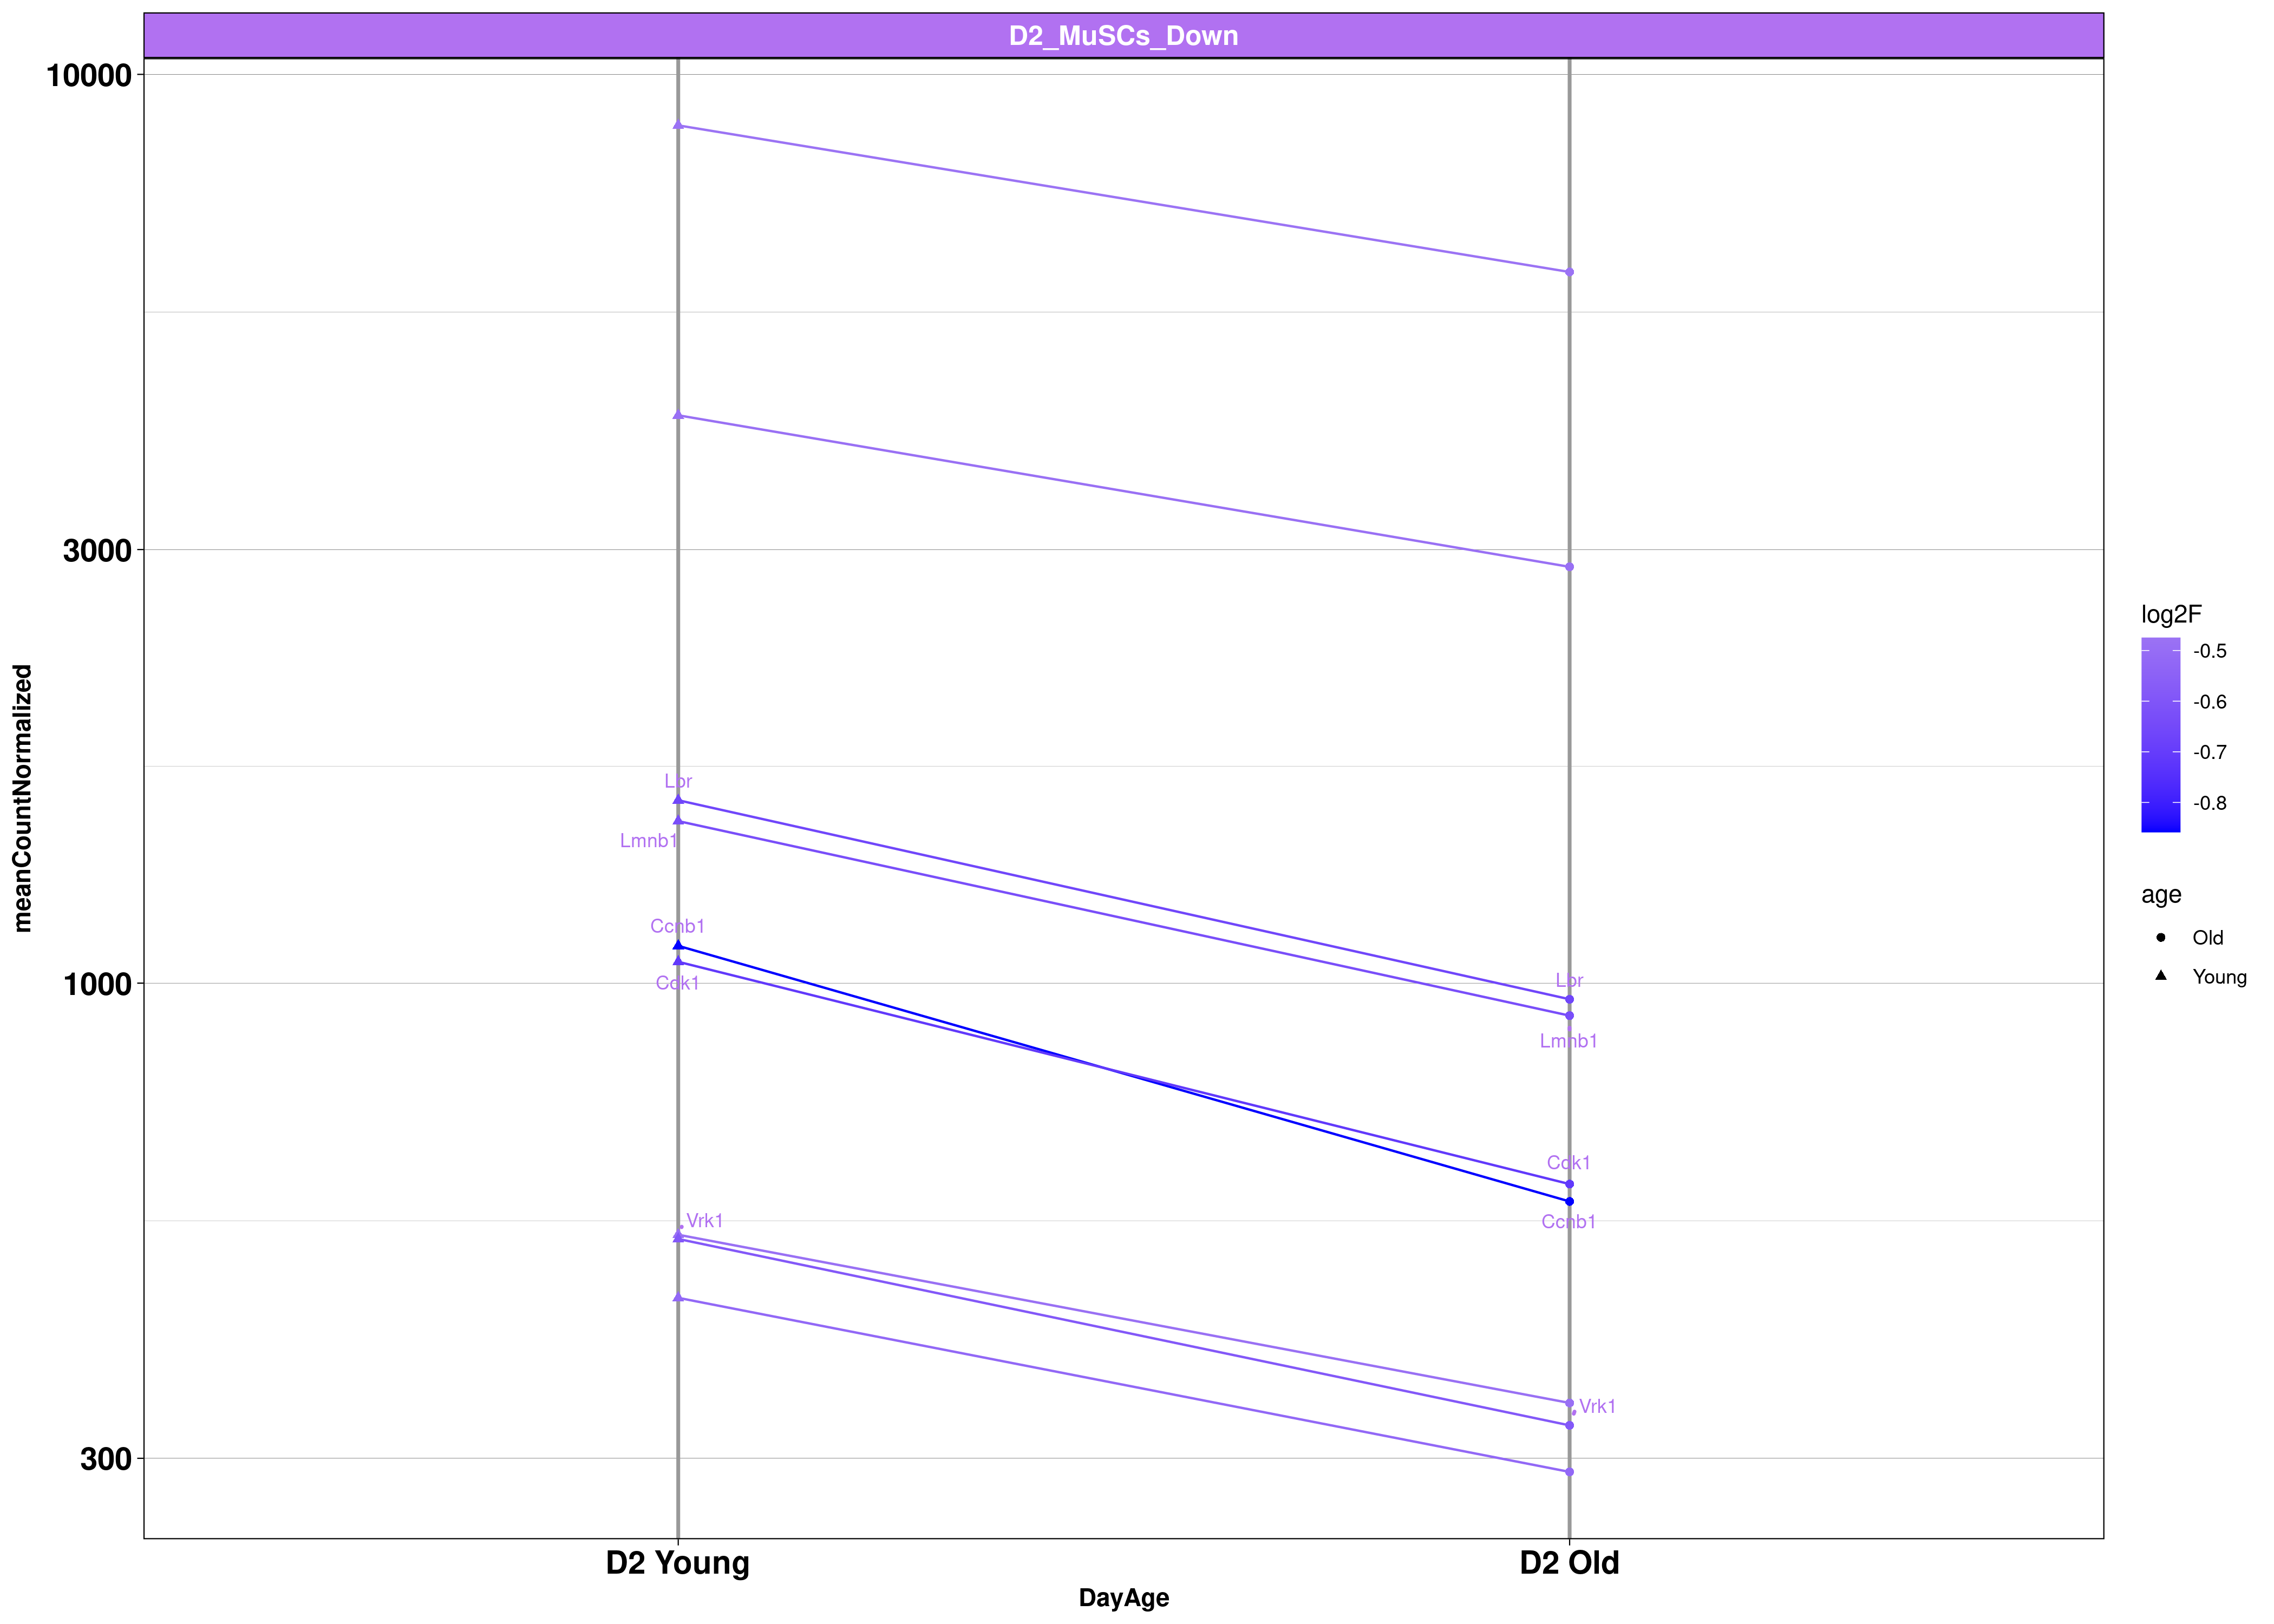 D2_MuSCs_Down
10000
3000
1000
300
meanCountNormalized
Lbr
Lmnb1
Ccnb1
Cdk1
Vrk1
Lbr
Lmnb1
Cdk1
Ccnb1
Vrk1
D2 Young
D2 Old
DayAge
log2F
-0.5
-0.6
-0.7
-0.8
age
Old
Young